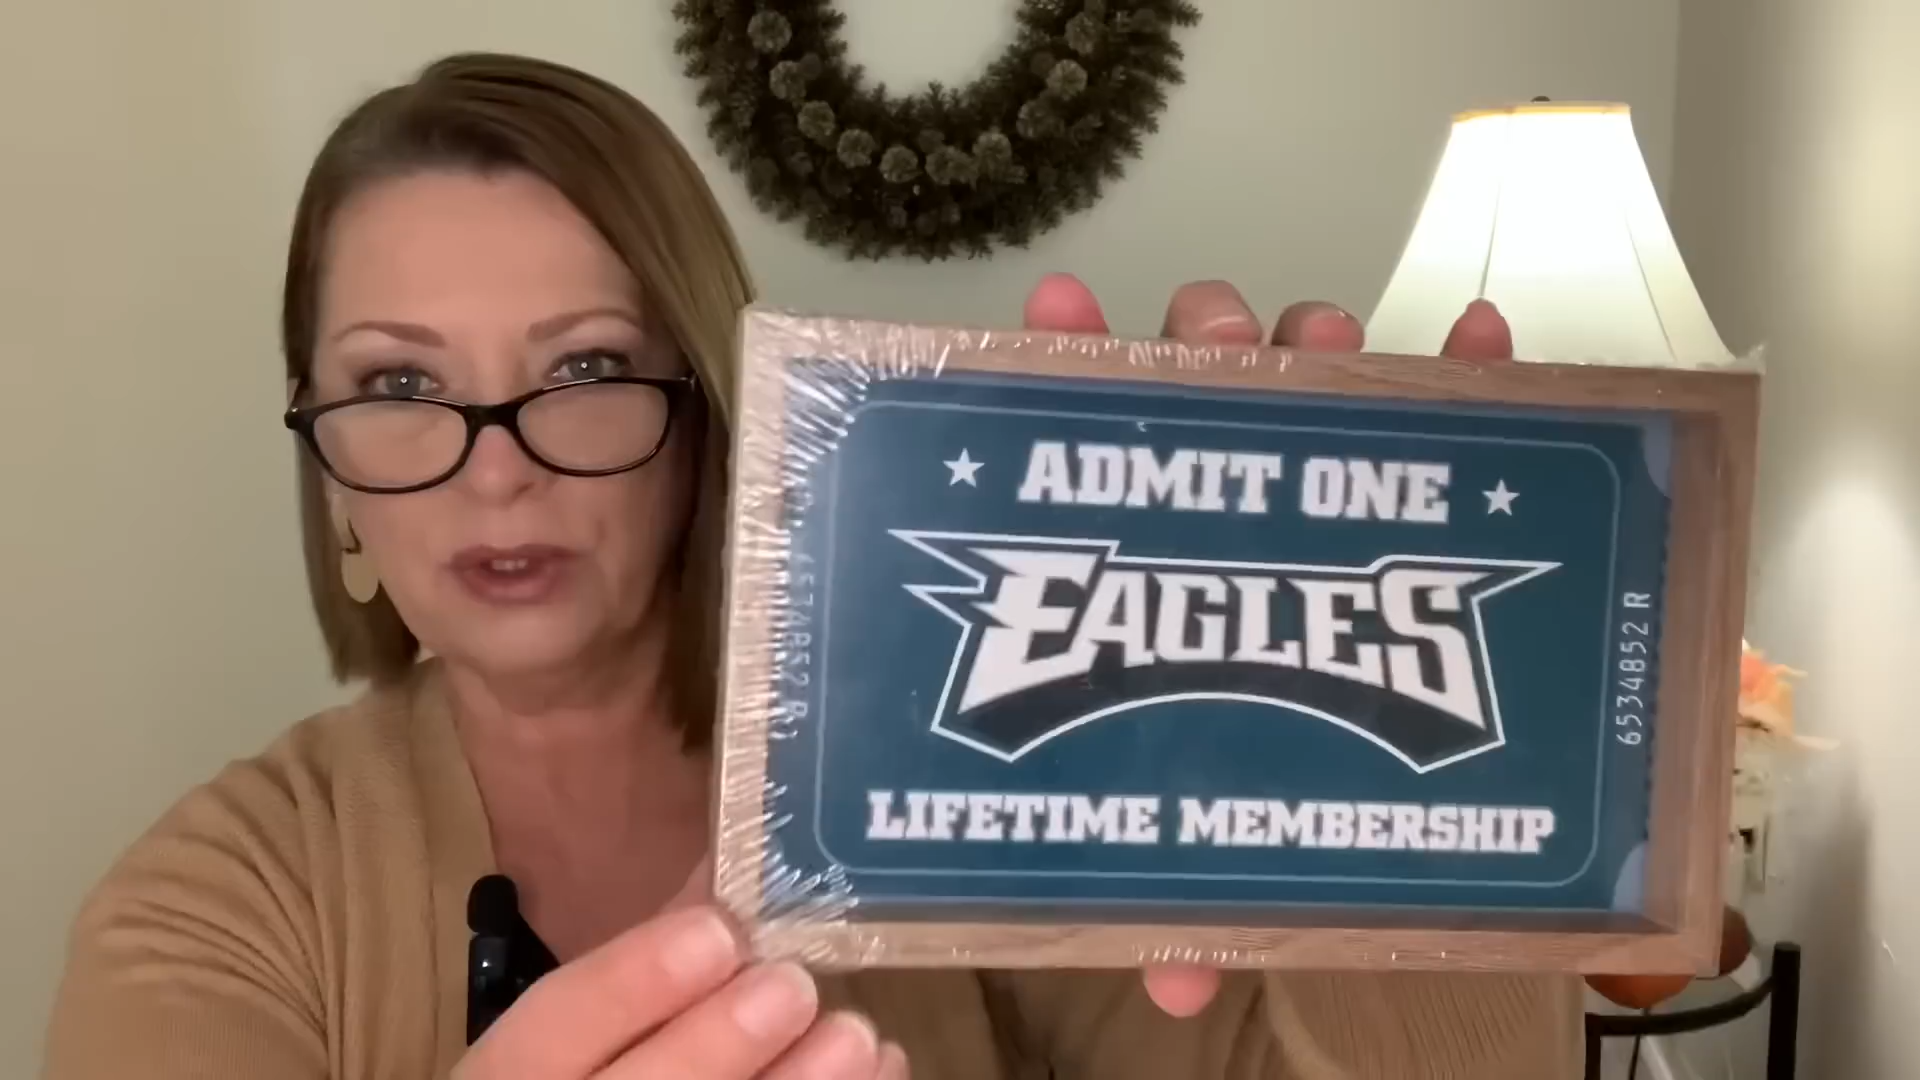 ★ ADMIT ONE ★
EAGLES
LIFETIME MEMBERSHIP
6534852 R